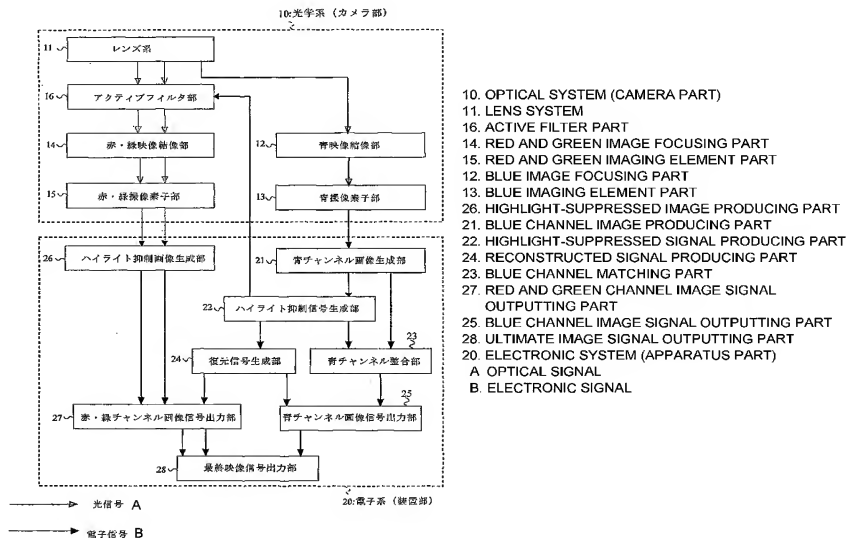 10:光学系（カメラ部）
11 レンズ系
16 アクティブフィルタ部
14 赤・緑映像結像部
12 青映像結像部
15 赤・緑撮像素子部
13 青撮像素子部
26 ハイライト抑制画像生成部
21 青チャンネル画像生成部
22 ハイライト抑制信号生成部
23
24 復元信号生成部
青チャンネル整合部
25
27 赤・緑チャンネル画像信号出力部
青チャンネル画像信号出力部
28 最終映像信号出力部
20:電子系（装置部）
光信号 A
電子信号 B
10. OPTICAL SYSTEM (CAMERA PART)
11. LENS SYSTEM
16. ACTIVE FILTER PART
14. RED AND GREEN IMAGE FOCUSING PART
15. RED AND GREEN IMAGING ELEMENT PART
12. BLUE IMAGE FOCUSING PART
13. BLUE IMAGING ELEMENT PART
26. HIGHLIGHT-SUPPRESSED IMAGE PRODUCING PART
21. BLUE CHANNEL IMAGE PRODUCING PART
22. HIGHLIGHT-SUPPRESSED SIGNAL PRODUCING PART
24. RECONSTRUCTED SIGNAL PRODUCING PART
23. BLUE CHANNEL MATCHING PART
27. RED AND GREEN CHANNEL IMAGE SIGNAL
OUTPUTTING PART
25. BLUE CHANNEL IMAGE SIGNAL OUTPUTTING PART
28. ULTIMATE IMAGE SIGNAL OUTPUTTING PART
20. ELECTRONIC SYSTEM (APPARATUS PART)
A OPTICAL SIGNAL
B. ELECTRONIC SIGNAL